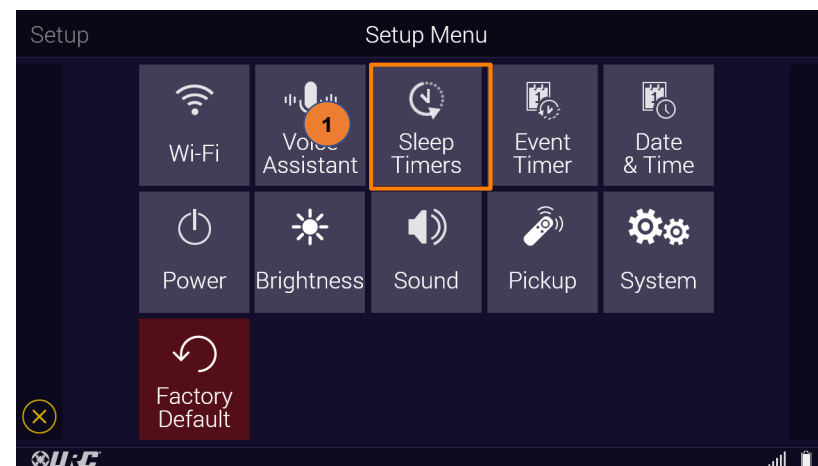 Setup
Setup Menu
Wi-Fi
1
Assistant
Sleep
Timers
Event
Timer
Date
& Time
Power
Brightness
Sound
Pickup
System
Factory
Default
URC